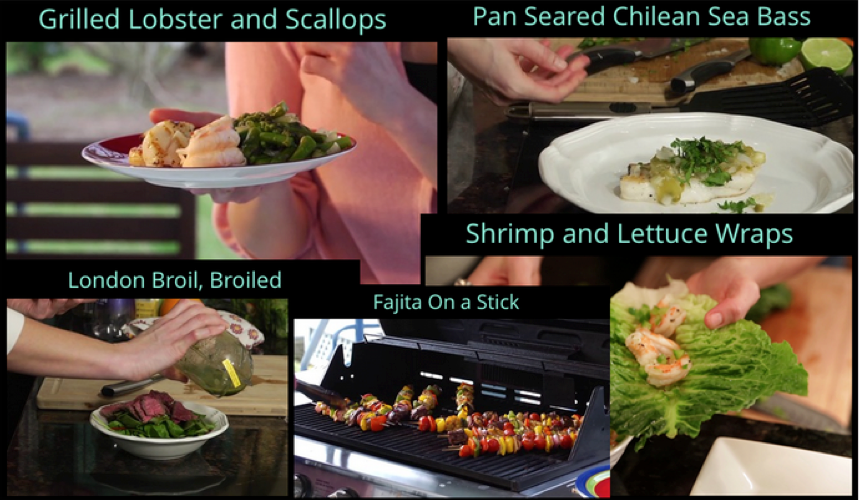 Grilled Lobster and Scallops
Pan Seared Chilean Sea Bass
Shrimp and Lettuce Wraps
London Broil, Broiled
Fajita On a Stick